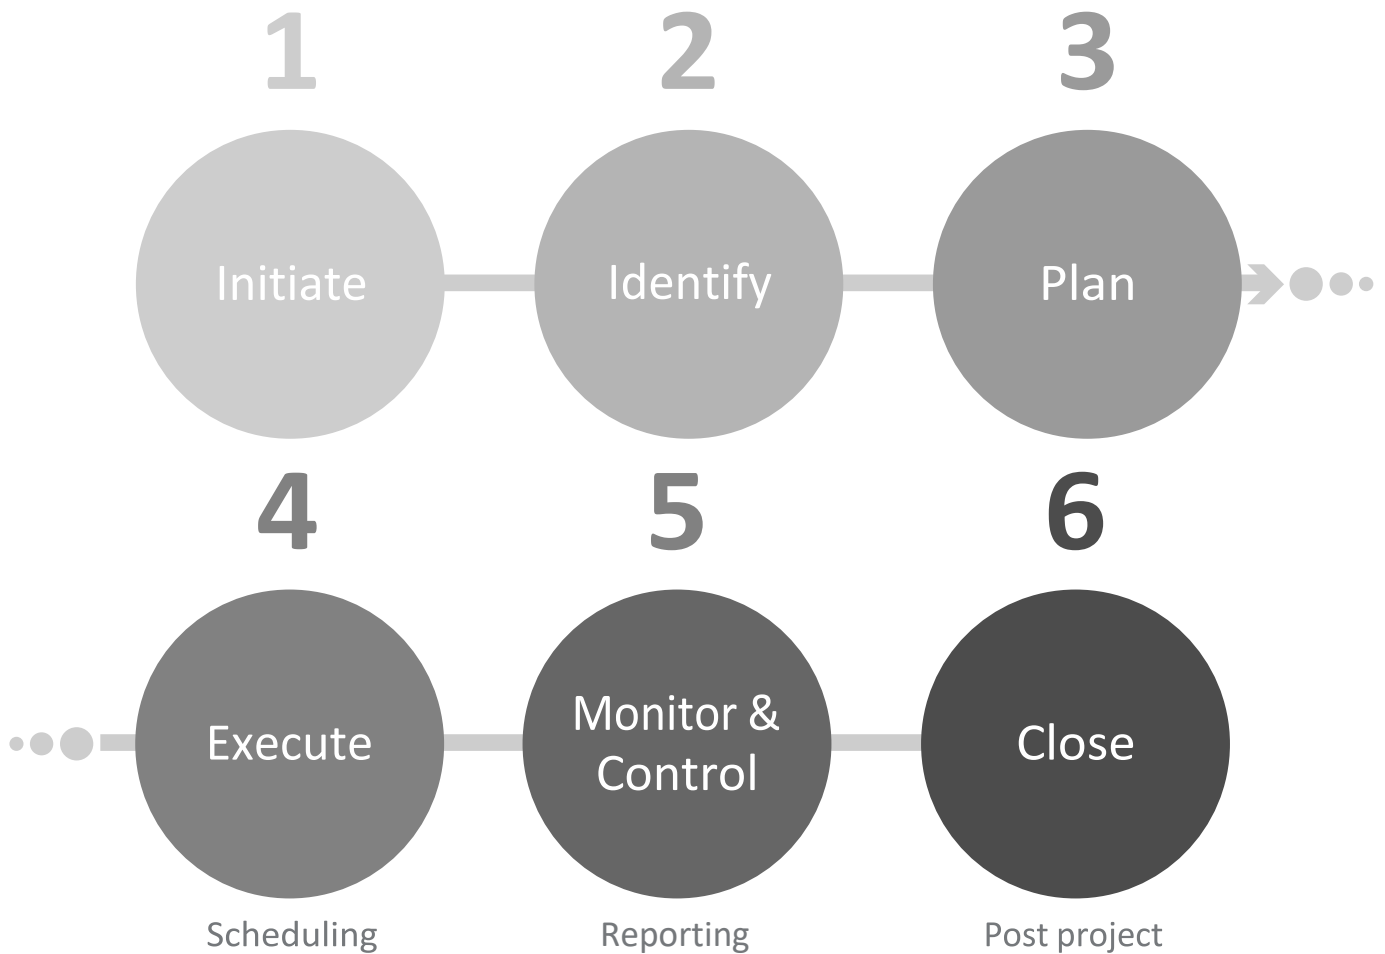 1
2
3
Initiate
Identify
Plan
4
5
6
Execute
Monitor &
Control
Close
Scheduling
Reporting
Post project